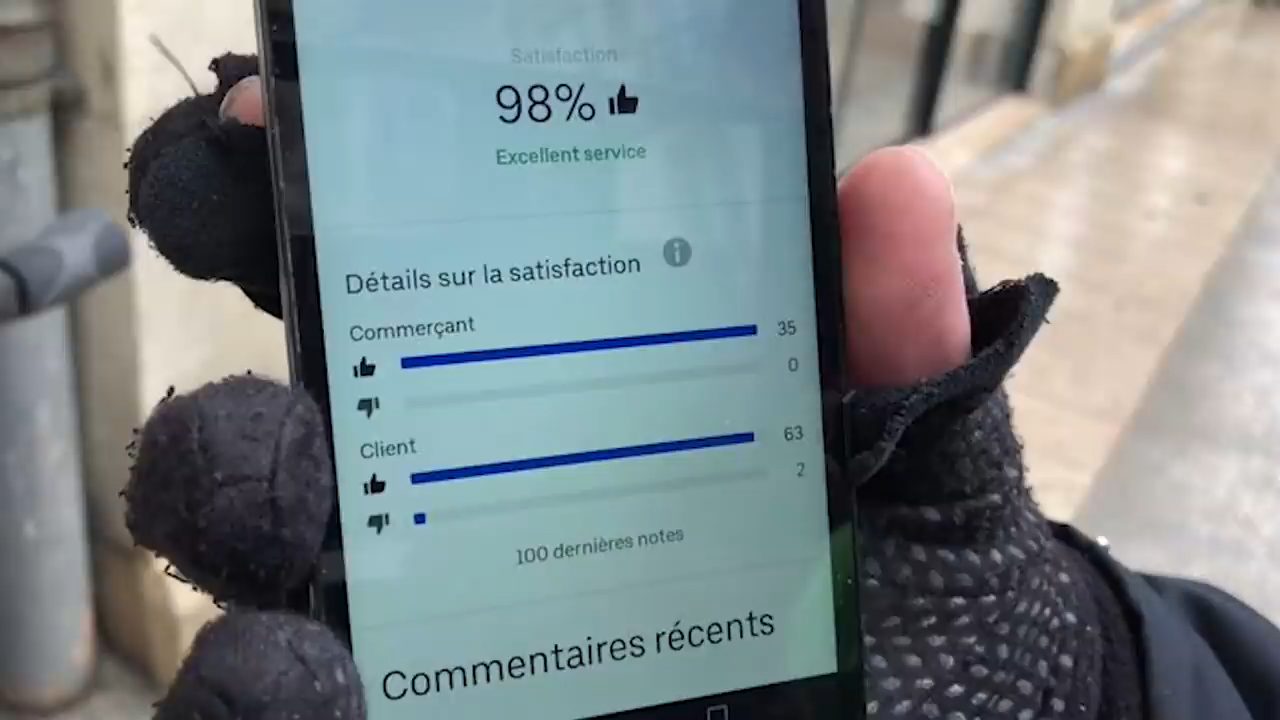 Satisfaction
98%
Excellent service
Détails sur la satisfaction
Commerçant
35
0
Client
63
2
100 dernières notes
Commentaires récents